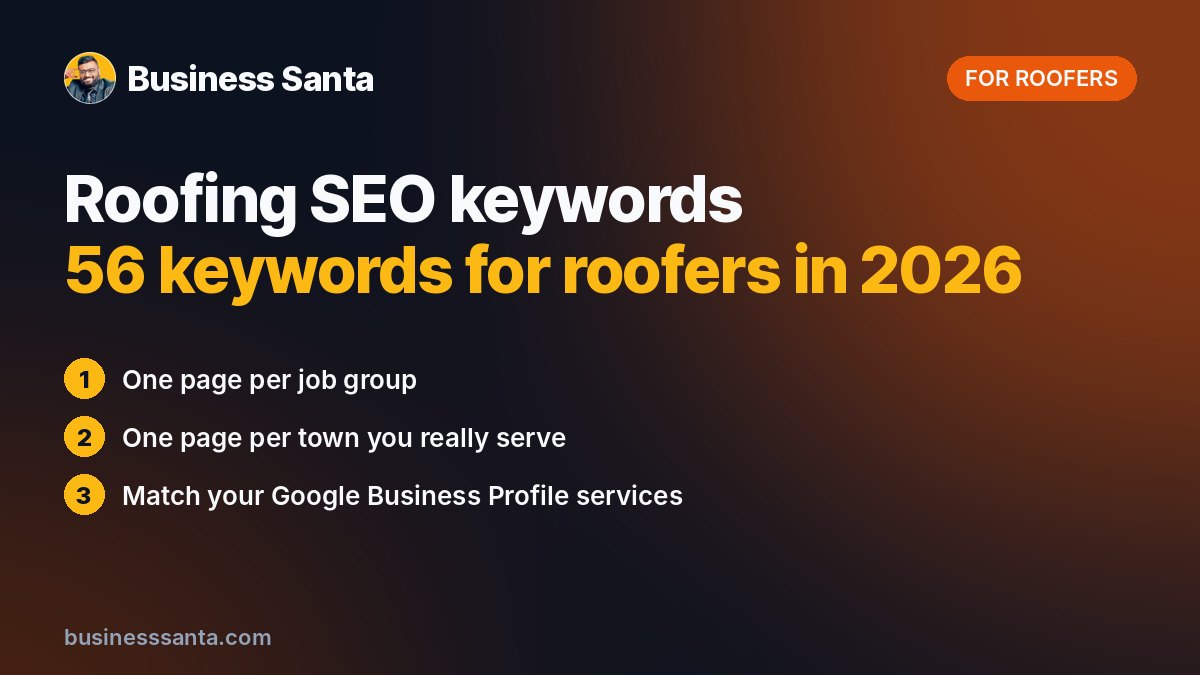 Business Santa
FOR ROOFERS
Roofing SEO keywords
56 keywords for roofers in 2026
1 One page per job group
2 One page per town you really serve
3 Match your Google Business Profile services
businesssanta.com